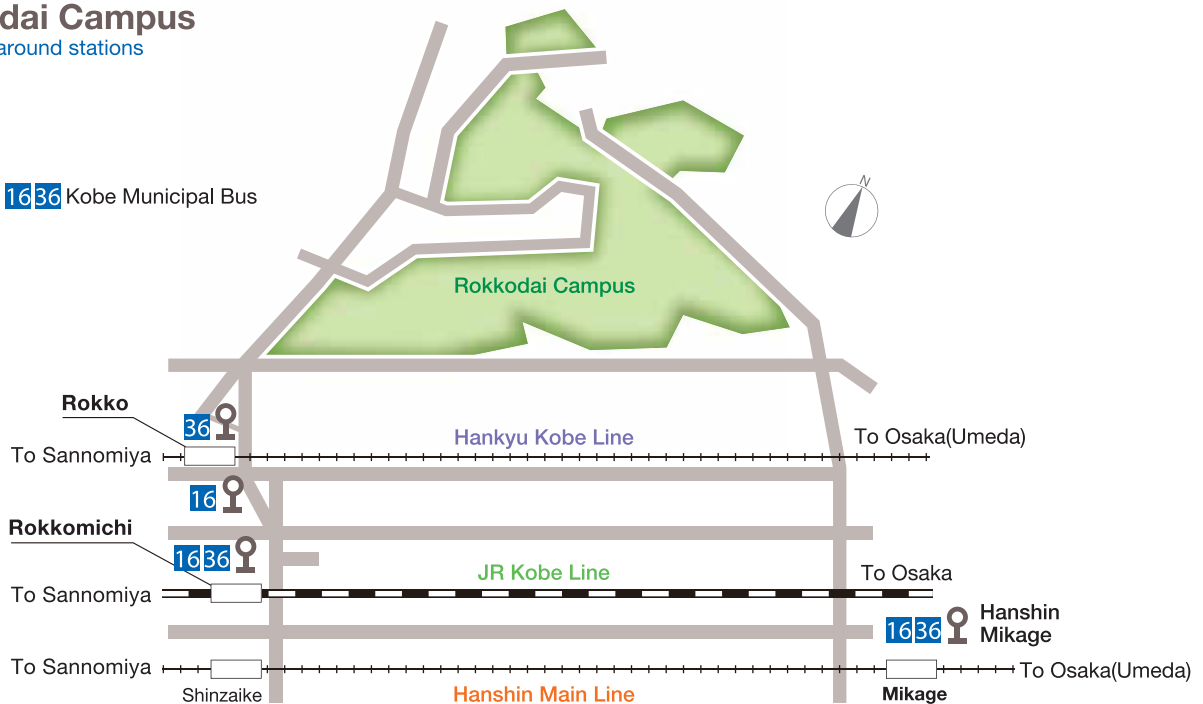 dai Campus
around stations
16 36 Kobe Municipal Bus
N
Rokkodai Campus
Rokko
36
Hankyu Kobe Line
To Osaka(Umeda)
To Sannomiya
16
Rokkomichi
16 36
JR Kobe Line
To Osaka
To Sannomiya
16 36
Hanshin
Mikage
To Sannomiya
To Osaka(Umeda)
Shinzaike
Hanshin Main Line
Mikage